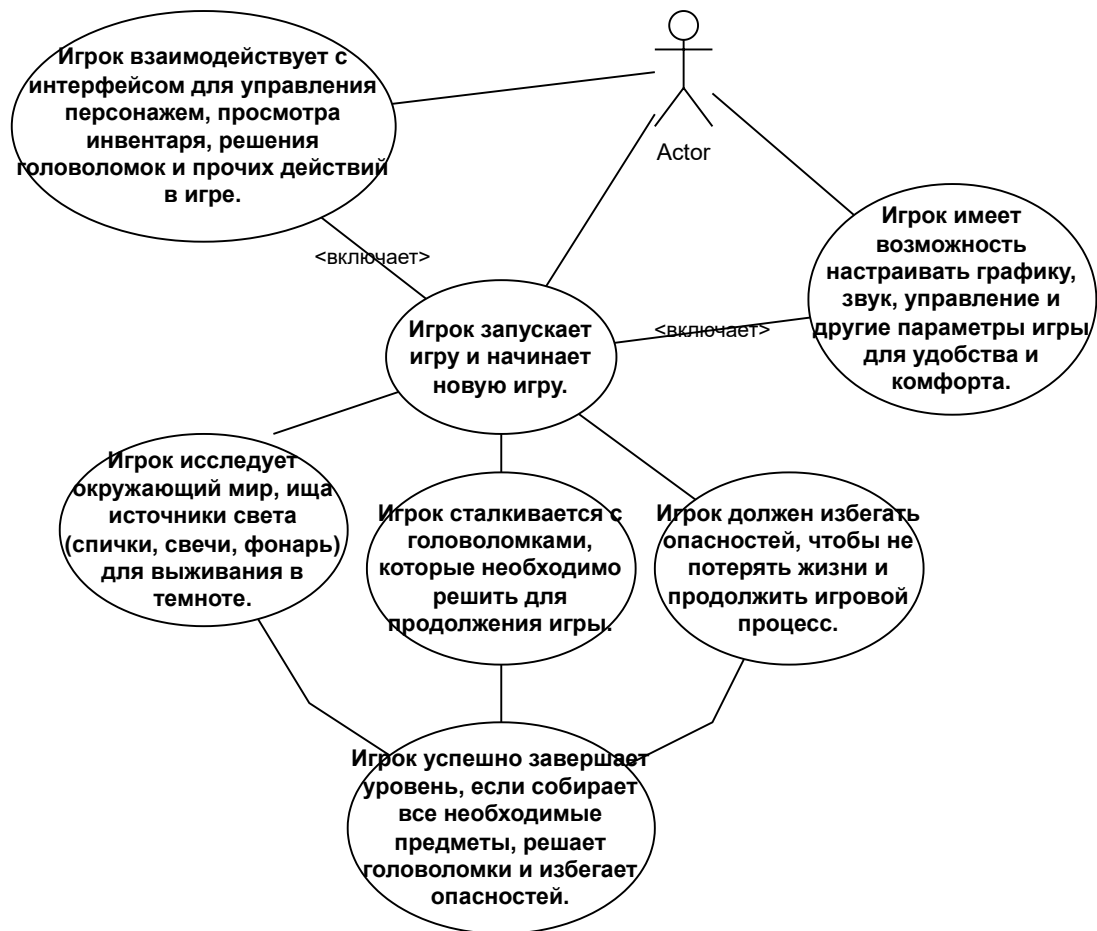 Игрок взаимодействует с
интерфейсом для управления
персонажем, просмотра
инвентаря, решения
головоломок и прочих действий
в игре.
Actor
Игрок имеет
возможность
настраивать графику,
звук, управление и
другие параметры игры
для удобства и
комфорта.
<включает>
<включает>
Игрок запускает
игру и начинает
новую игру.
Игрок исследует
окружающий мир, ища
источники света
(спички, свечи, фонарь)
для выживания в
темноте.
Игрок сталкивается с
головоломками,
которые необходимо
решить для
продолжения игры.
Игрок должен избегать
опасностей, чтобы не
потерять жизни и
продолжить игровой
процесс.
Игрок успешно завершает
уровень, если собирает
все необходимые
предметы, решает
головоломки и избегает
опасностей.